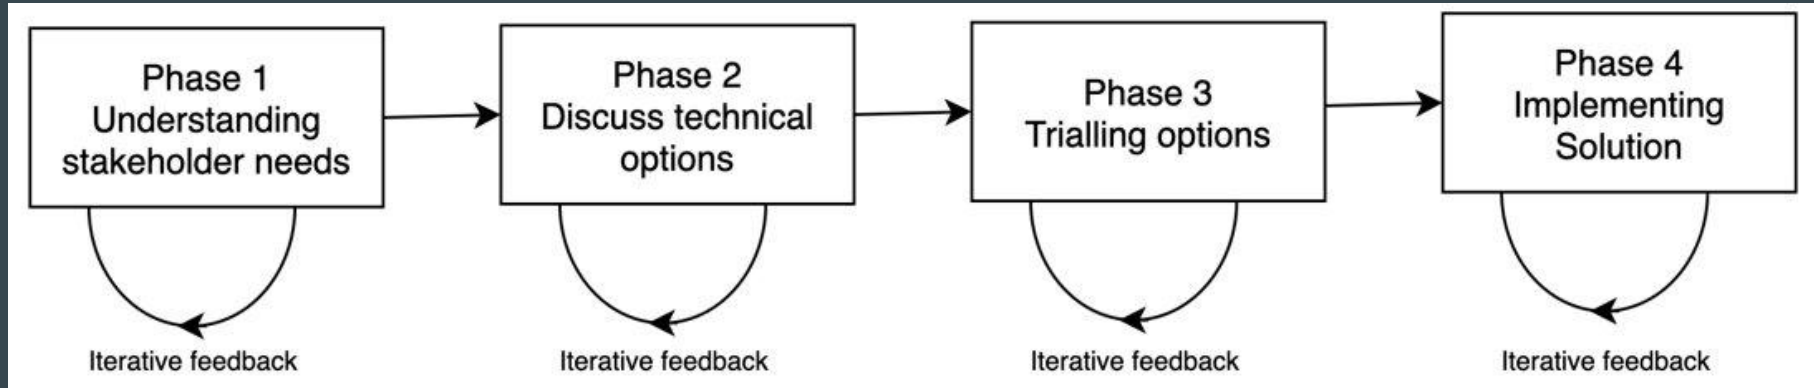 Phase 1
Understanding
stakeholder needs
Phase 2
Discuss technical
options
Phase 3
Trialling options
Phase 4
Implementing
Solution
Iterative feedback
Iterative feedback
Iterative feedback
Iterative feedback